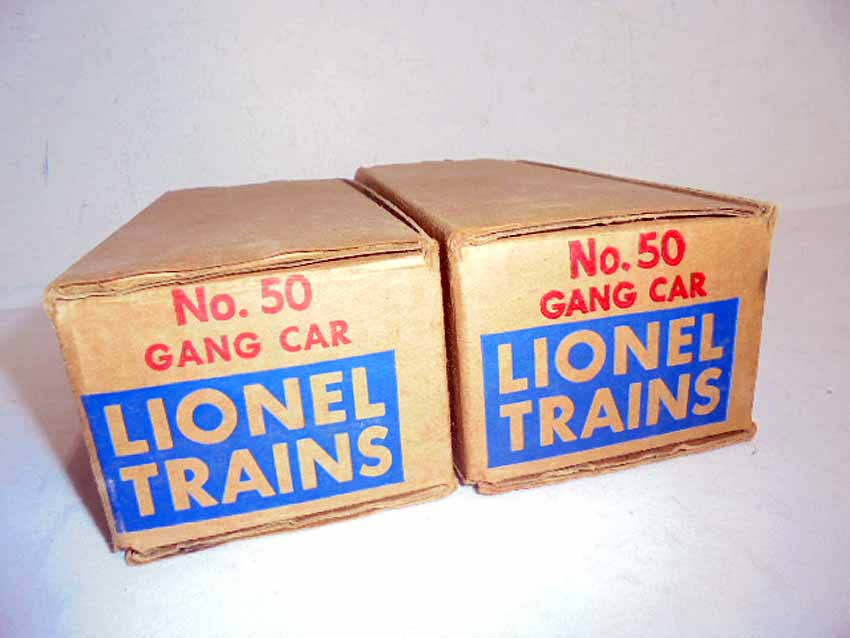 No. 50
GANG CAR
LIONEL
TRAINS
No. 50
GANG CAR
LIONEL
TRAINS